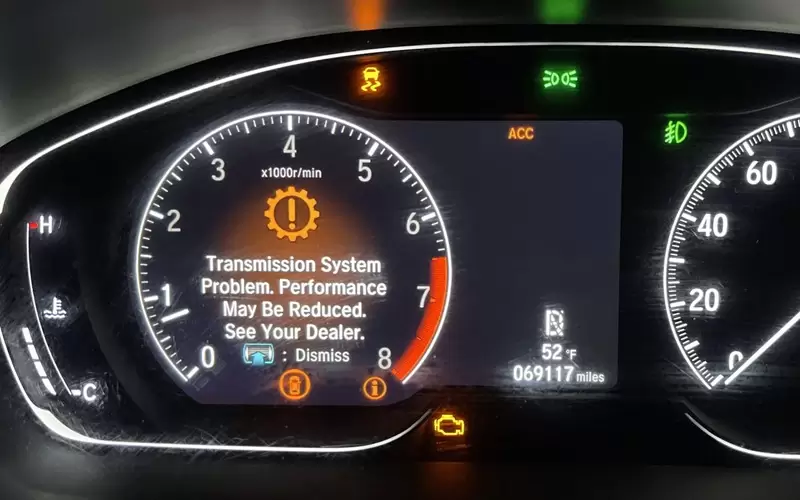 ACC
4
3
5
x1000r/min
2
6
1
7
0
8
Transmission System
Problem. Performance
May Be Reduced.
See Your Dealer.
: Dismiss
H
C
52 °F
069117 miles
60
40
20
0